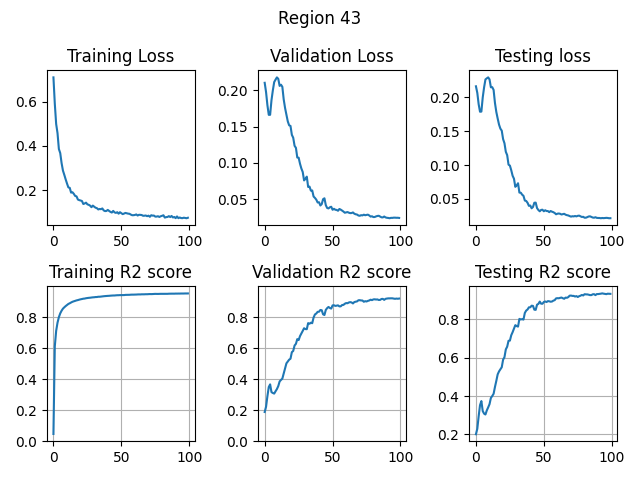 Region 43
Training Loss
Validation Loss
Testing loss
0.6
0.4
0.2
0 50 100
0.20
0.15
0.10
0.05
0 50 100
0.20
0.15
0.10
0.05
0 50 100
Training R2 score
Validation R2 score
Testing R2 score
0.8
0.6
0.4
0.2
0.0
0 50 100
0.8
0.6
0.4
0.2
0.0
0 50 100
0.8
0.6
0.4
0.2
0 50 100